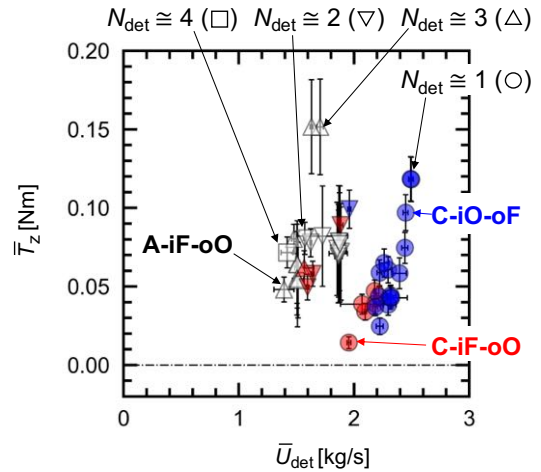 N_det ≅ 4 (□) N_det ≅ 2 (▽) N_det ≅ 3 (△)
N_det ≅ 1 (○)
0.20
0.15
0.10
0.05
0.00
T̅_z [Nm]
A-iF-oO
C-iO-oF
C-iF-oO
0 1 2 3
U̅_det [kg/s]